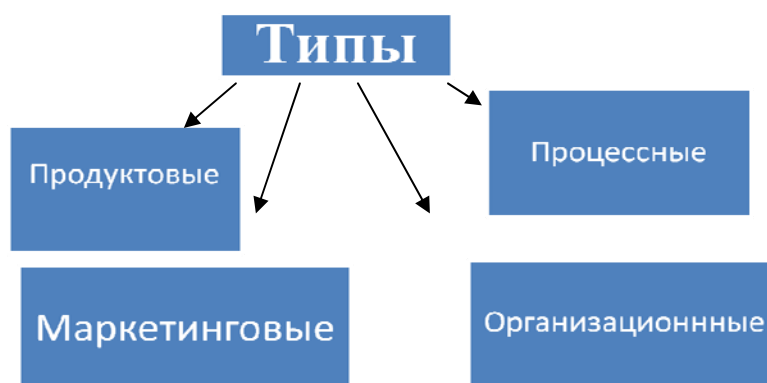 Типы
Продуктовые
Процессные
Маркетинговые
Организационнные